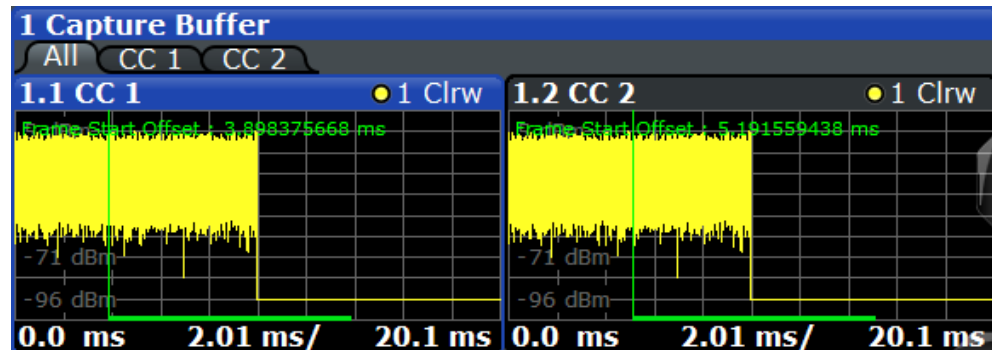 1 Capture Buffer
All CC 1 CC 2
1.1 CC 1 1 Clrw
Frame Start Offset : 3.898375668 ms
-71 dBm
-96 dBm
0.0 ms 2.01 ms/ 20.1 ms
1.2 CC 2 1 Clrw
Frame Start Offset : 5.191559438 ms
-71 dBm
-96 dBm
0.0 ms 2.01 ms/ 20.1 ms